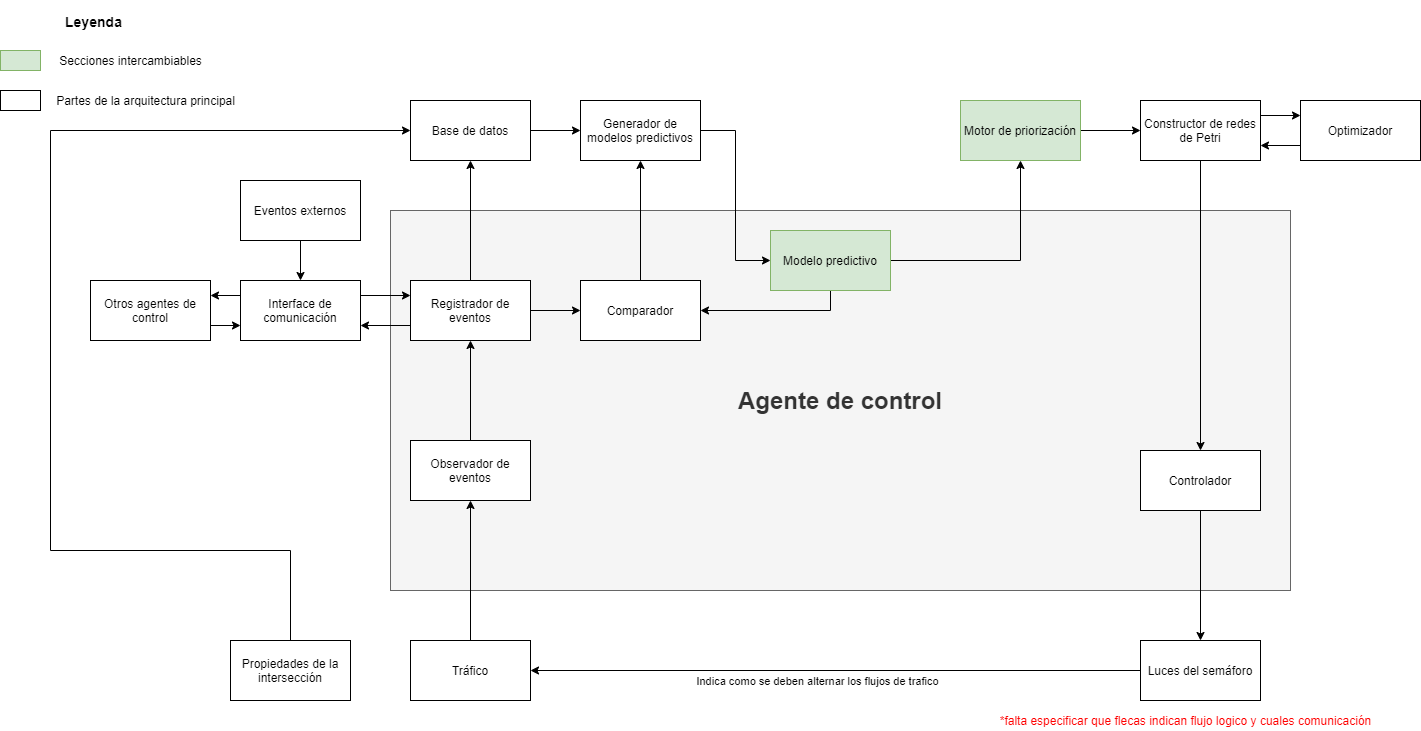 Leyenda
Secciones intercambiables
Partes de la arquitectura principal
Base de datos
Generador de
modelos predictivos
Motor de priorización
Constructor de redes
de Petri
Optimizador
Eventos externos
Modelo predictivo
Otros agentes de
control
Interface de
comunicación
Registrador de
eventos
Comparador
Agente de control
Observador de
eventos
Controlador
Propiedades de la
intersección
Tráfico
Indica como se deben alternar los flujos de trafico
Luces del semáforo
*falta especificar que flecas indican flujo logico y cuales comunicación